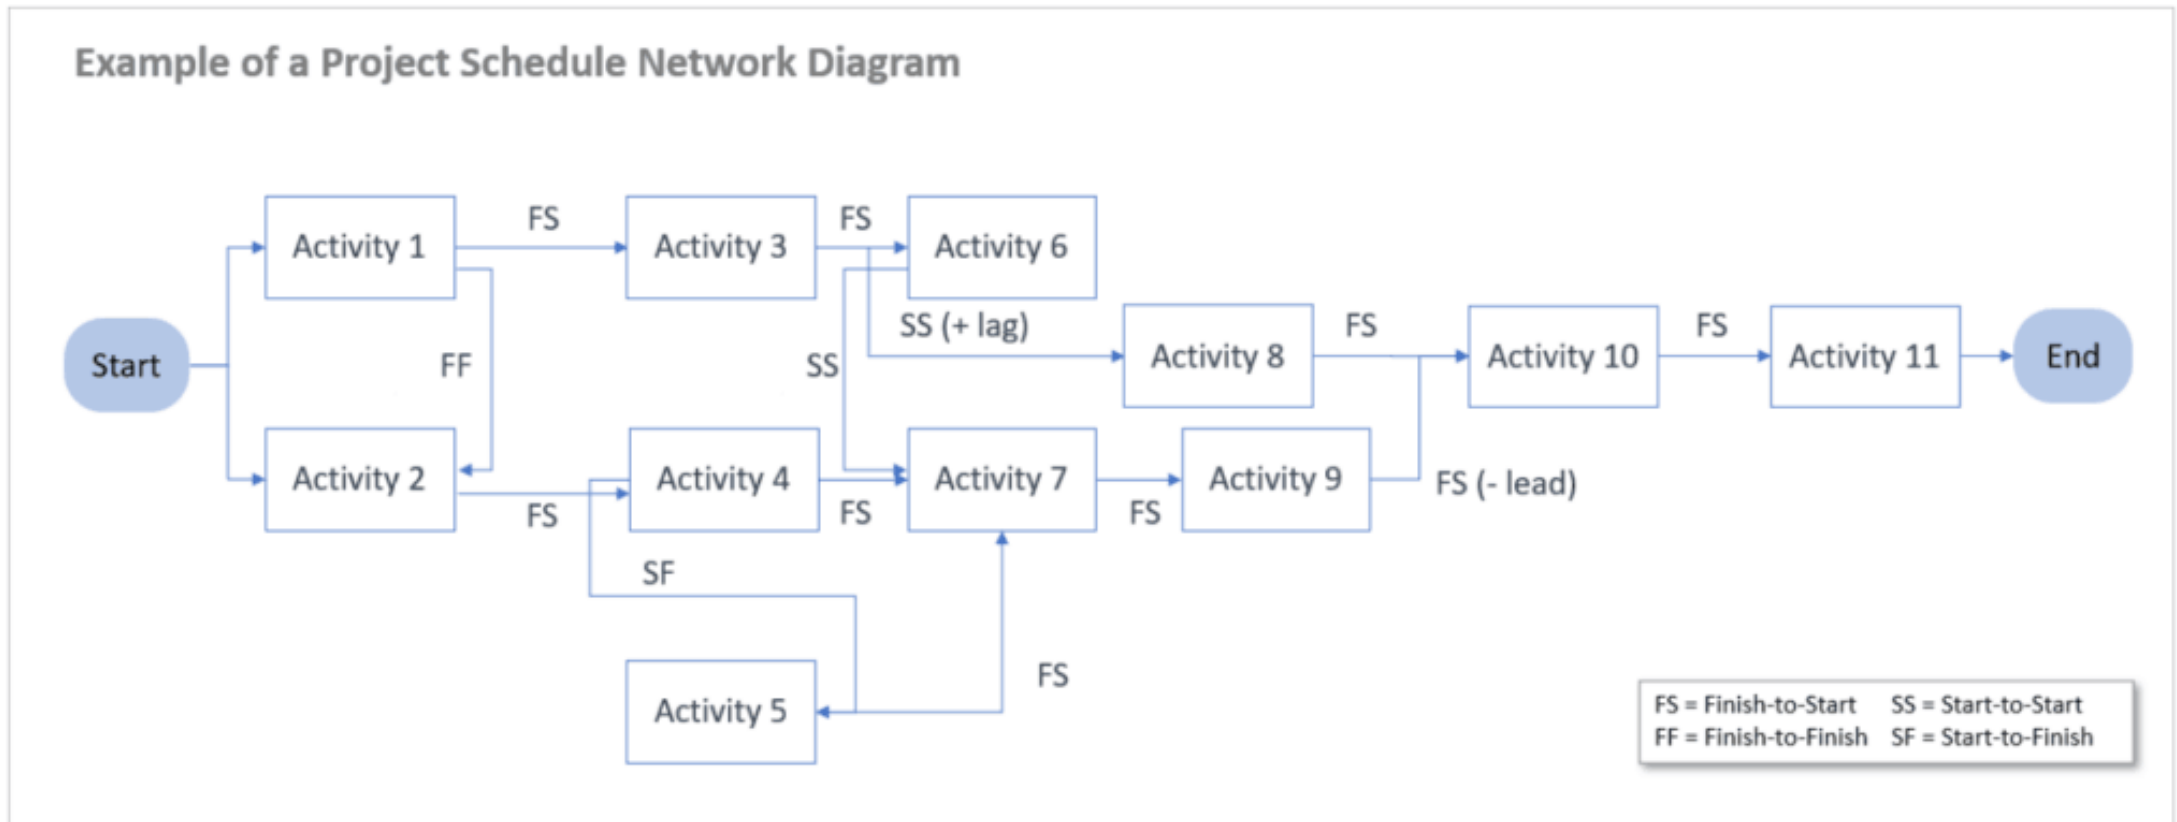 Example of a Project Schedule Network Diagram
FS
FS
Activity 1
Activity 3
Activity 6
SS (+ lag)
FS
FS
Start
FF
SS
Activity 8
Activity 10
Activity 11
End
Activity 2
Activity 4
Activity 7
Activity 9
FS (- lead)
FS
FS
FS
SF
FS
Activity 5
FS = Finish-to-Start SS = Start-to-Start
FF = Finish-to-Finish SF = Start-to-Finish